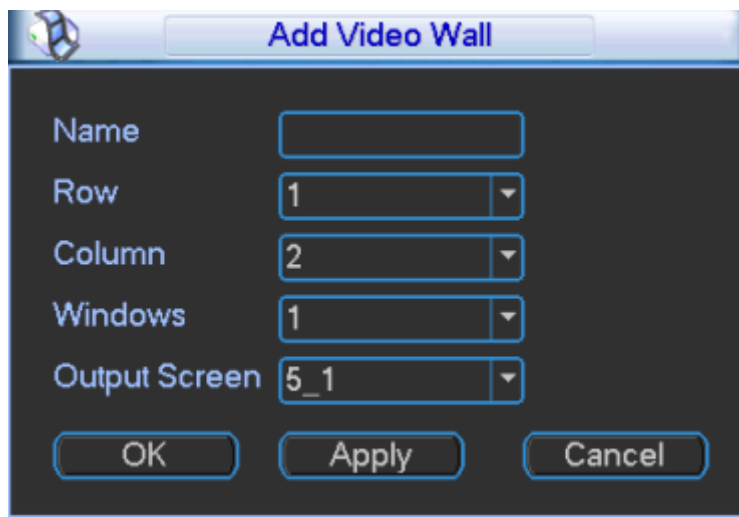 Add Video Wall
Name
Row 1
Column 2
Windows 1
Output Screen 5_1
OK Apply Cancel